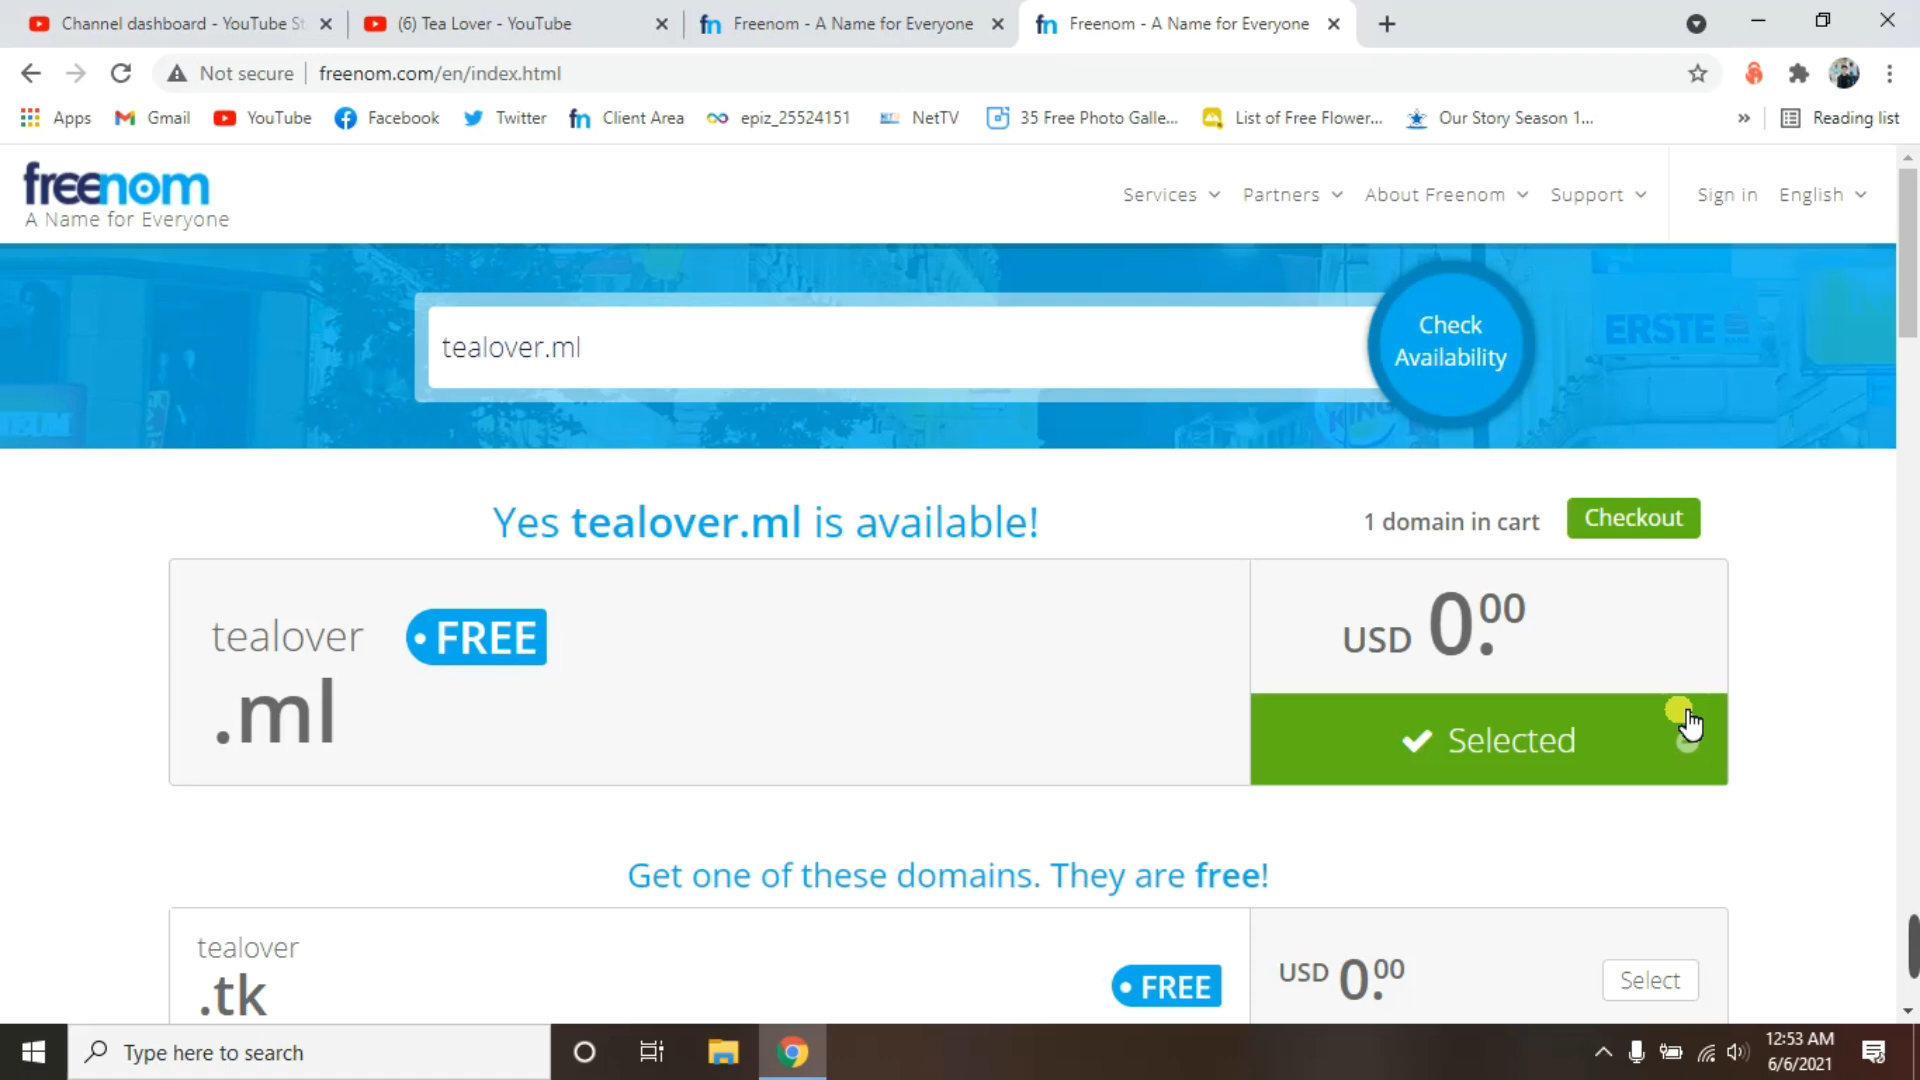 Channel dashboard - YouTube St
(6) Tea Lover - YouTube
Freenom - A Name for Everyone
Freenom - A Name for Everyone
Not secure
freenom.com/en/index.html
Apps
Gmail
YouTube
Facebook
Twitter
fn Client Area
epiz_25524151
NetTV
35 Free Photo Galle...
List of Free Flower...
Our Story Season 1...
»
Reading list
freenom
A Name for Everyone
Services
Partners
About Freenom
Support
Sign in
English
ERSTE
KING
tealover.ml
Check
Availability
Yes tealover.ml is available!
1 domain in cart
Checkout
tealover
FREE
.ml
USD 0.00
Selected
Get one of these domains. They are free!
tealover
.tk
FREE
USD 0.00
Select
Type here to search
12:53 AM
6/6/2021